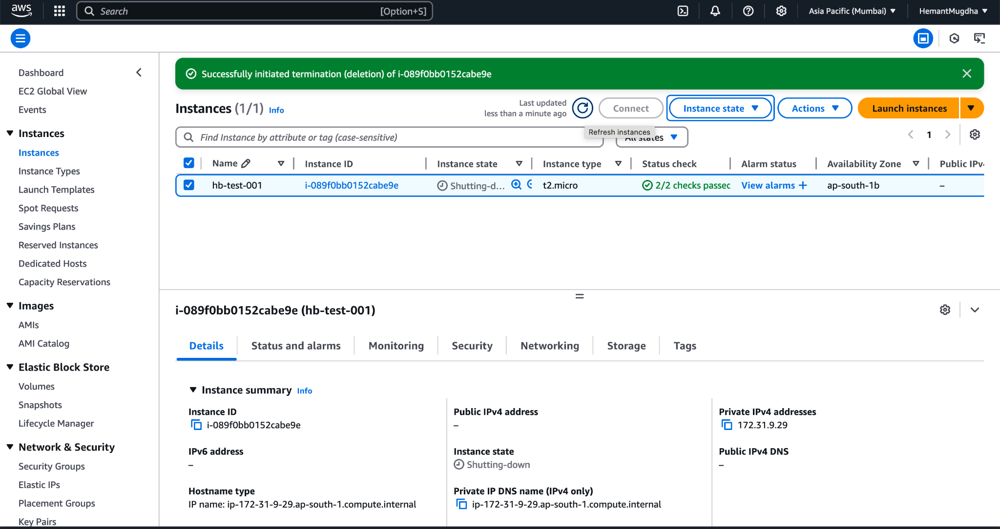 aws
Search
[Option+S]
Asia Pacific (Mumbai)
HemantMugdha
Dashboard
EC2 Global View
Events
Instances
Instances
Instance Types
Launch Templates
Spot Requests
Savings Plans
Reserved Instances
Dedicated Hosts
Capacity Reservations
Images
AMIs
AMI Catalog
Elastic Block Store
Volumes
Snapshots
Lifecycle Manager
Network & Security
Security Groups
Elastic IPs
Placement Groups
Key Pairs
Successfully initiated termination (deletion) of i-089f0bb0152cabe9e
Instances (1/1) Info
Last updated
less than a minute ago
Connect
Instance state
Actions
Launch instances
Refresh instances
Find Instance by attribute or tag (case-sensitive)
All states
1
Name Instance ID Instance state Instance type Status check Alarm status Availability Zone Public IPv4
hb-test-001 i-089f0bb0152cabe9e Shutting-d... t2.micro 2/2 checks passec View alarms + ap-south-1b –
i-089f0bb0152cabe9e (hb-test-001)
Details Status and alarms Monitoring Security Networking Storage Tags
Instance summary Info
Instance ID
i-089f0bb0152cabe9e
Public IPv4 address
–
Private IPv4 addresses
172.31.9.29
IPv6 address
–
Instance state
Shutting-down
Public IPv4 DNS
–
Hostname type
IP name: ip-172-31-9-29.ap-south-1.compute.internal
Private IP DNS name (IPv4 only)
ip-172-31-9-29.ap-south-1.compute.internal